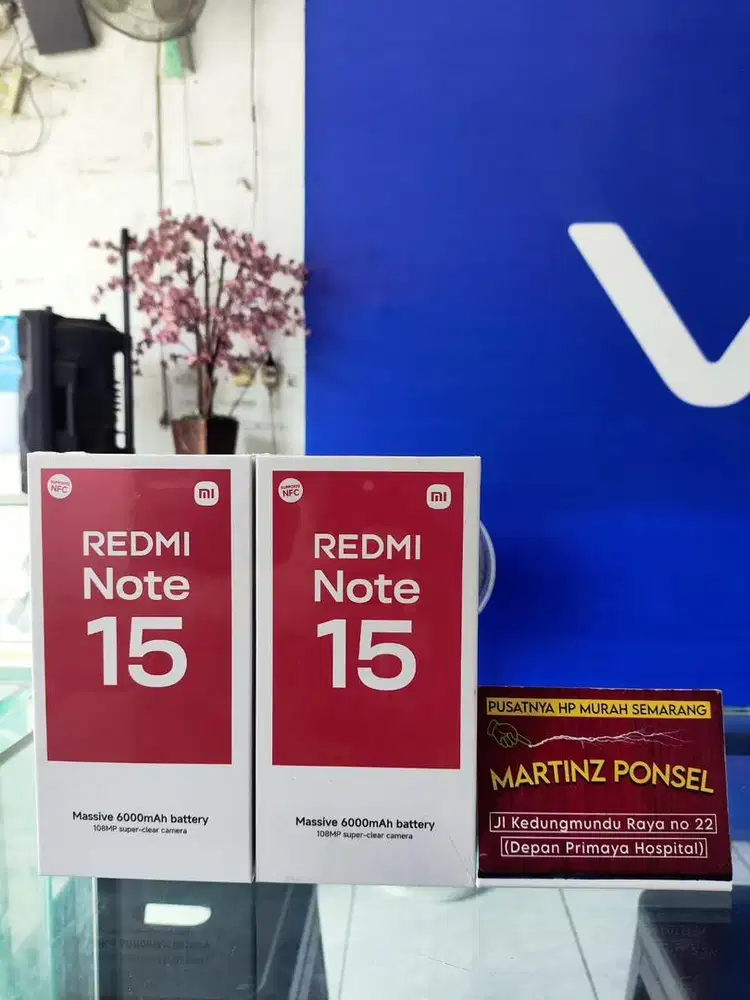 SUPPORTS
NFC
mi
REDMI
Note
15
Massive 6000mAh battery
108MP super-clear camera
SUPPORTS
NFC
mi
REDMI
Note
15
Massive 6000mAh battery
108MP super-clear camera
PUSATNYA HP MURAH SEMARANG
MARTINZ PONSEL
Jl Kedungmundu Raya no 22
(Depan Primaya Hospital)